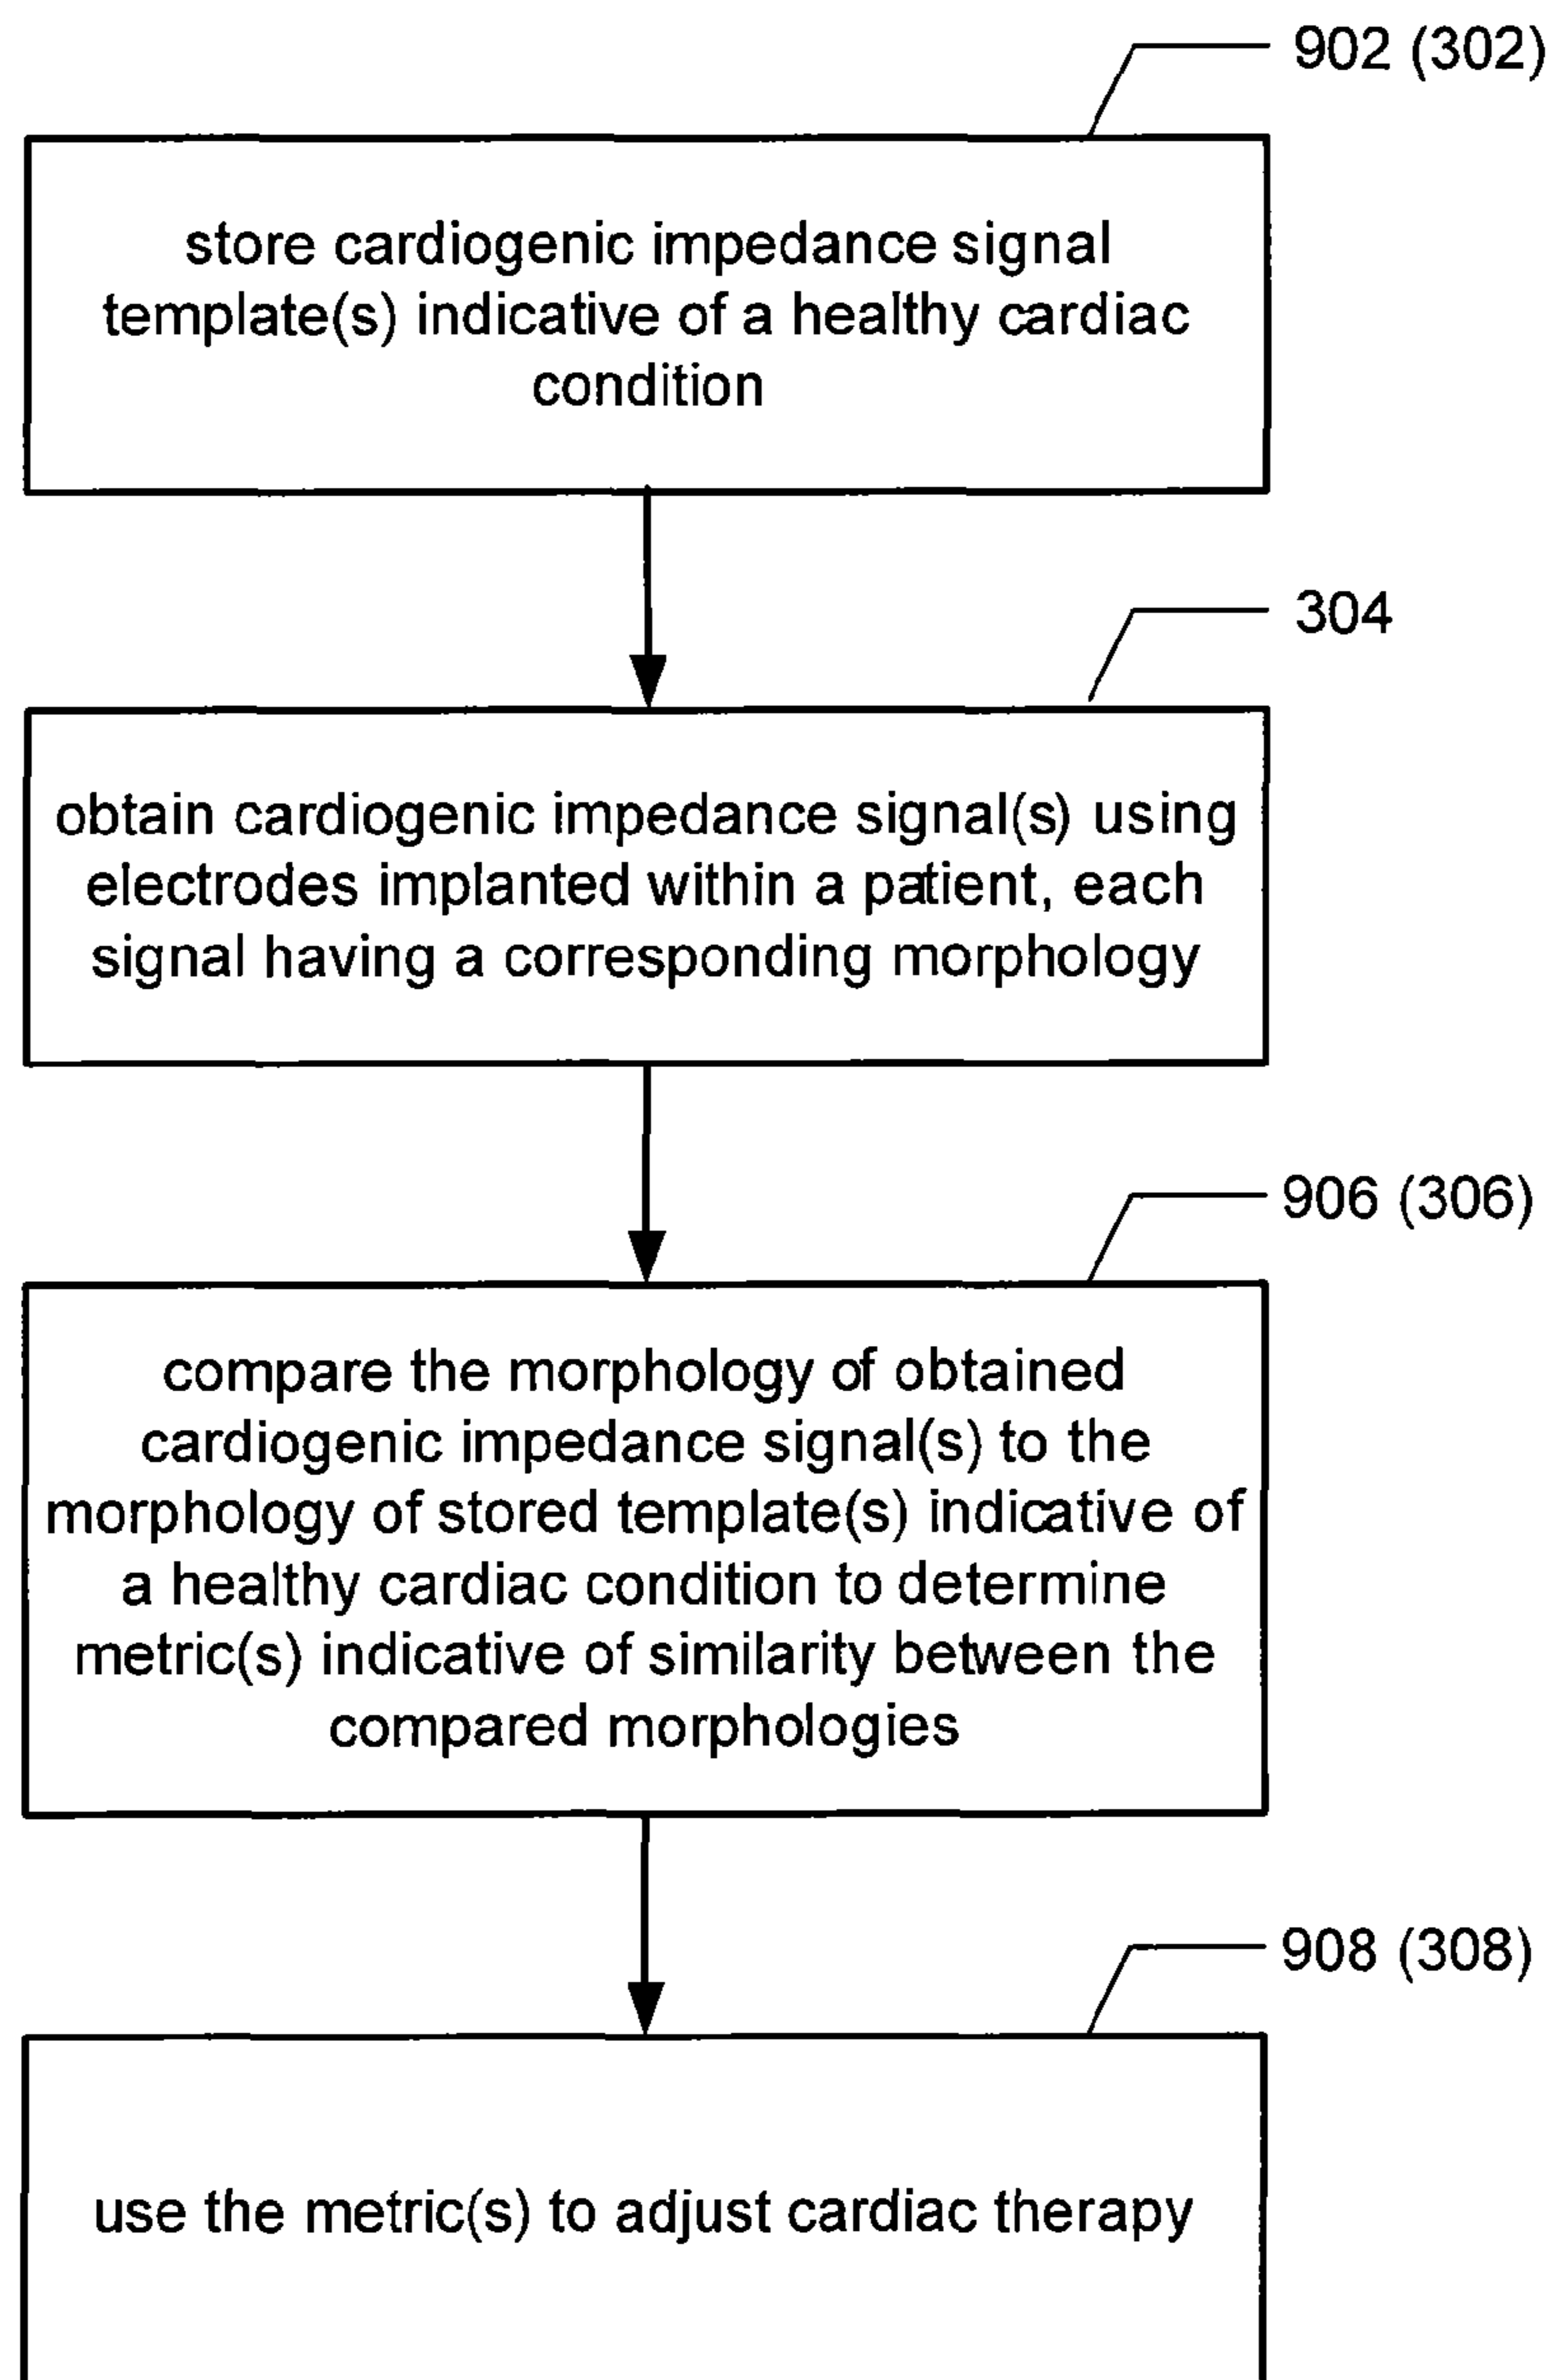 902 (302)
store cardiogenic impedance signal
template(s) indicative of a healthy cardiac
condition
304
obtain cardiogenic impedance signal(s) using
electrodes implanted within a patient, each
signal having a corresponding morphology
906 (306)
compare the morphology of obtained
cardiogenic impedance signal(s) to the
morphology of stored template(s) indicative of
a healthy cardiac condition to determine
metric(s) indicative of similarity between the
compared morphologies
908 (308)
use the metric(s) to adjust cardiac therapy